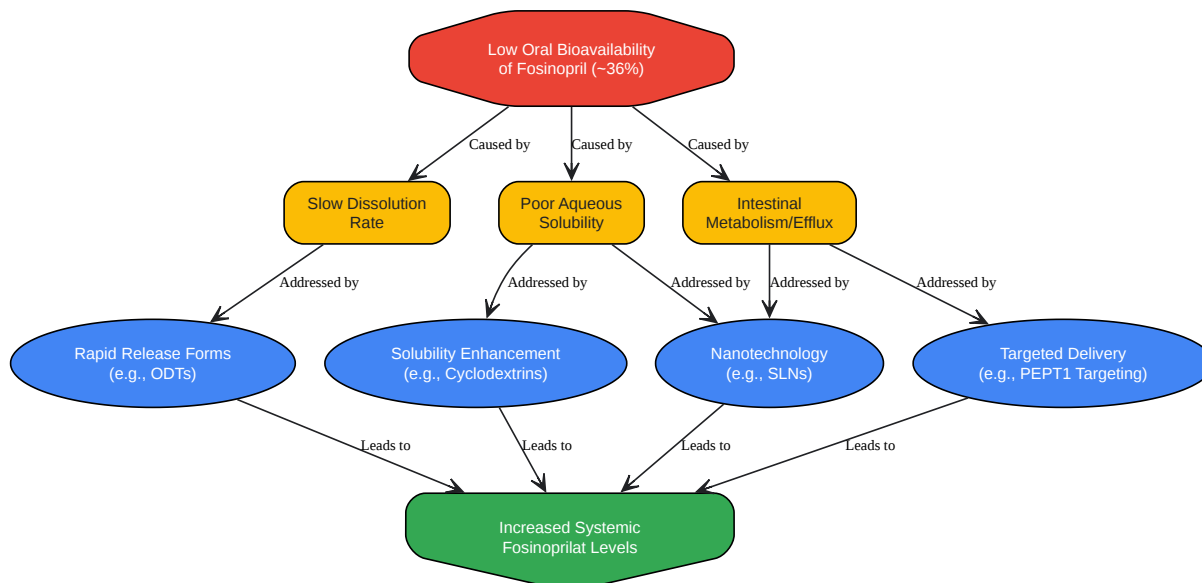 Low Oral Bioavailability
of Fosinopril (~36%)
Caused by
Caused by
Caused by
Slow Dissolution
Rate
Poor Aqueous
Solubility
Intestinal
Metabolism/Efflux
Addressed by
Addressed by
Addressed by
Addressed by
Addressed by
Rapid Release Forms
(e.g., ODTs)
Solubility Enhancement
(e.g., Cyclodextrins)
Nanotechnology
(e.g., SLNs)
Targeted Delivery
(e.g., PEPT1 Targeting)
Leads to
Leads to
Leads to
Leads to
Increased Systemic
Fosinoprilat Levels